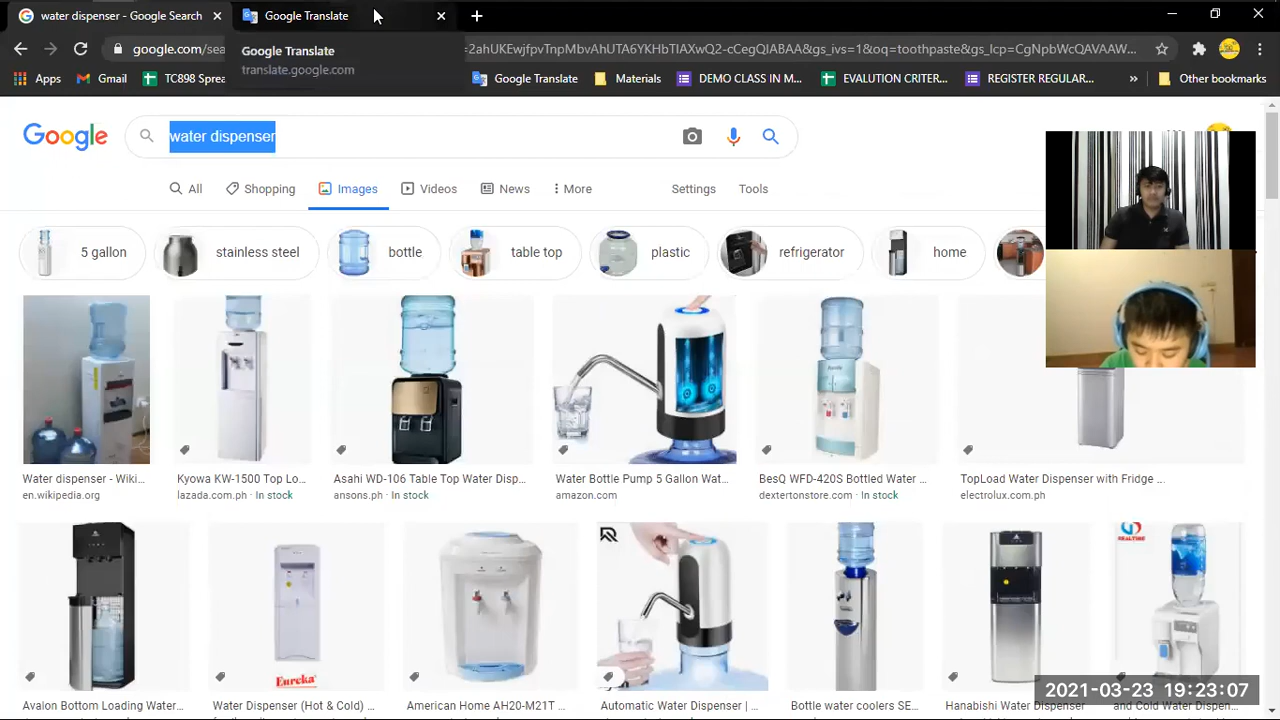 water dispenser - Google Search
Google Translate
google.com/sea
=2ahUKEwjfpvTnpMbvAhUTA6YKHbTIAXwQ2-cCegQIABAA&gs_ivs=1&oq=toothpaste&gs_lcp=CgNpbWcQAVAAW...
Google Translate
translate.google.com
Apps
Gmail
TC898 Sprea
Google Translate
Materials
DEMO CLASS IN M...
EVALUTION CRITER...
REGISTER REGULAR...
»
Other bookmarks
Google
water dispenser
All
Shopping
Images
Videos
News
More
Settings
Tools
5 gallon
stainless steel
bottle
table top
plastic
refrigerator
home
Water dispenser - Wiki...
en.wikipedia.org
Kyowa KW-1500 Top Lo...
lazada.com.ph · In stock
Asahi WD-106 Table Top Water Disp...
ansons.ph · In stock
Water Bottle Pump 5 Gallon Wat...
amazon.com
BesQ WFD-420S Bottled Water ...
dextertonstore.com · In stock
TopLoad Water Dispenser with Fridge ...
electrolux.com.ph
Eureka
REALTIME
Avalon Bottom Loading Water...
Water Dispenser (Hot & Cold) ...
American Home AH20-M21T ...
Automatic Water Dispenser | ...
Bottle water coolers SE...
Hanabishi Water Dispenser
and Cold Water Dispen...
2021-03-23 19:23:07